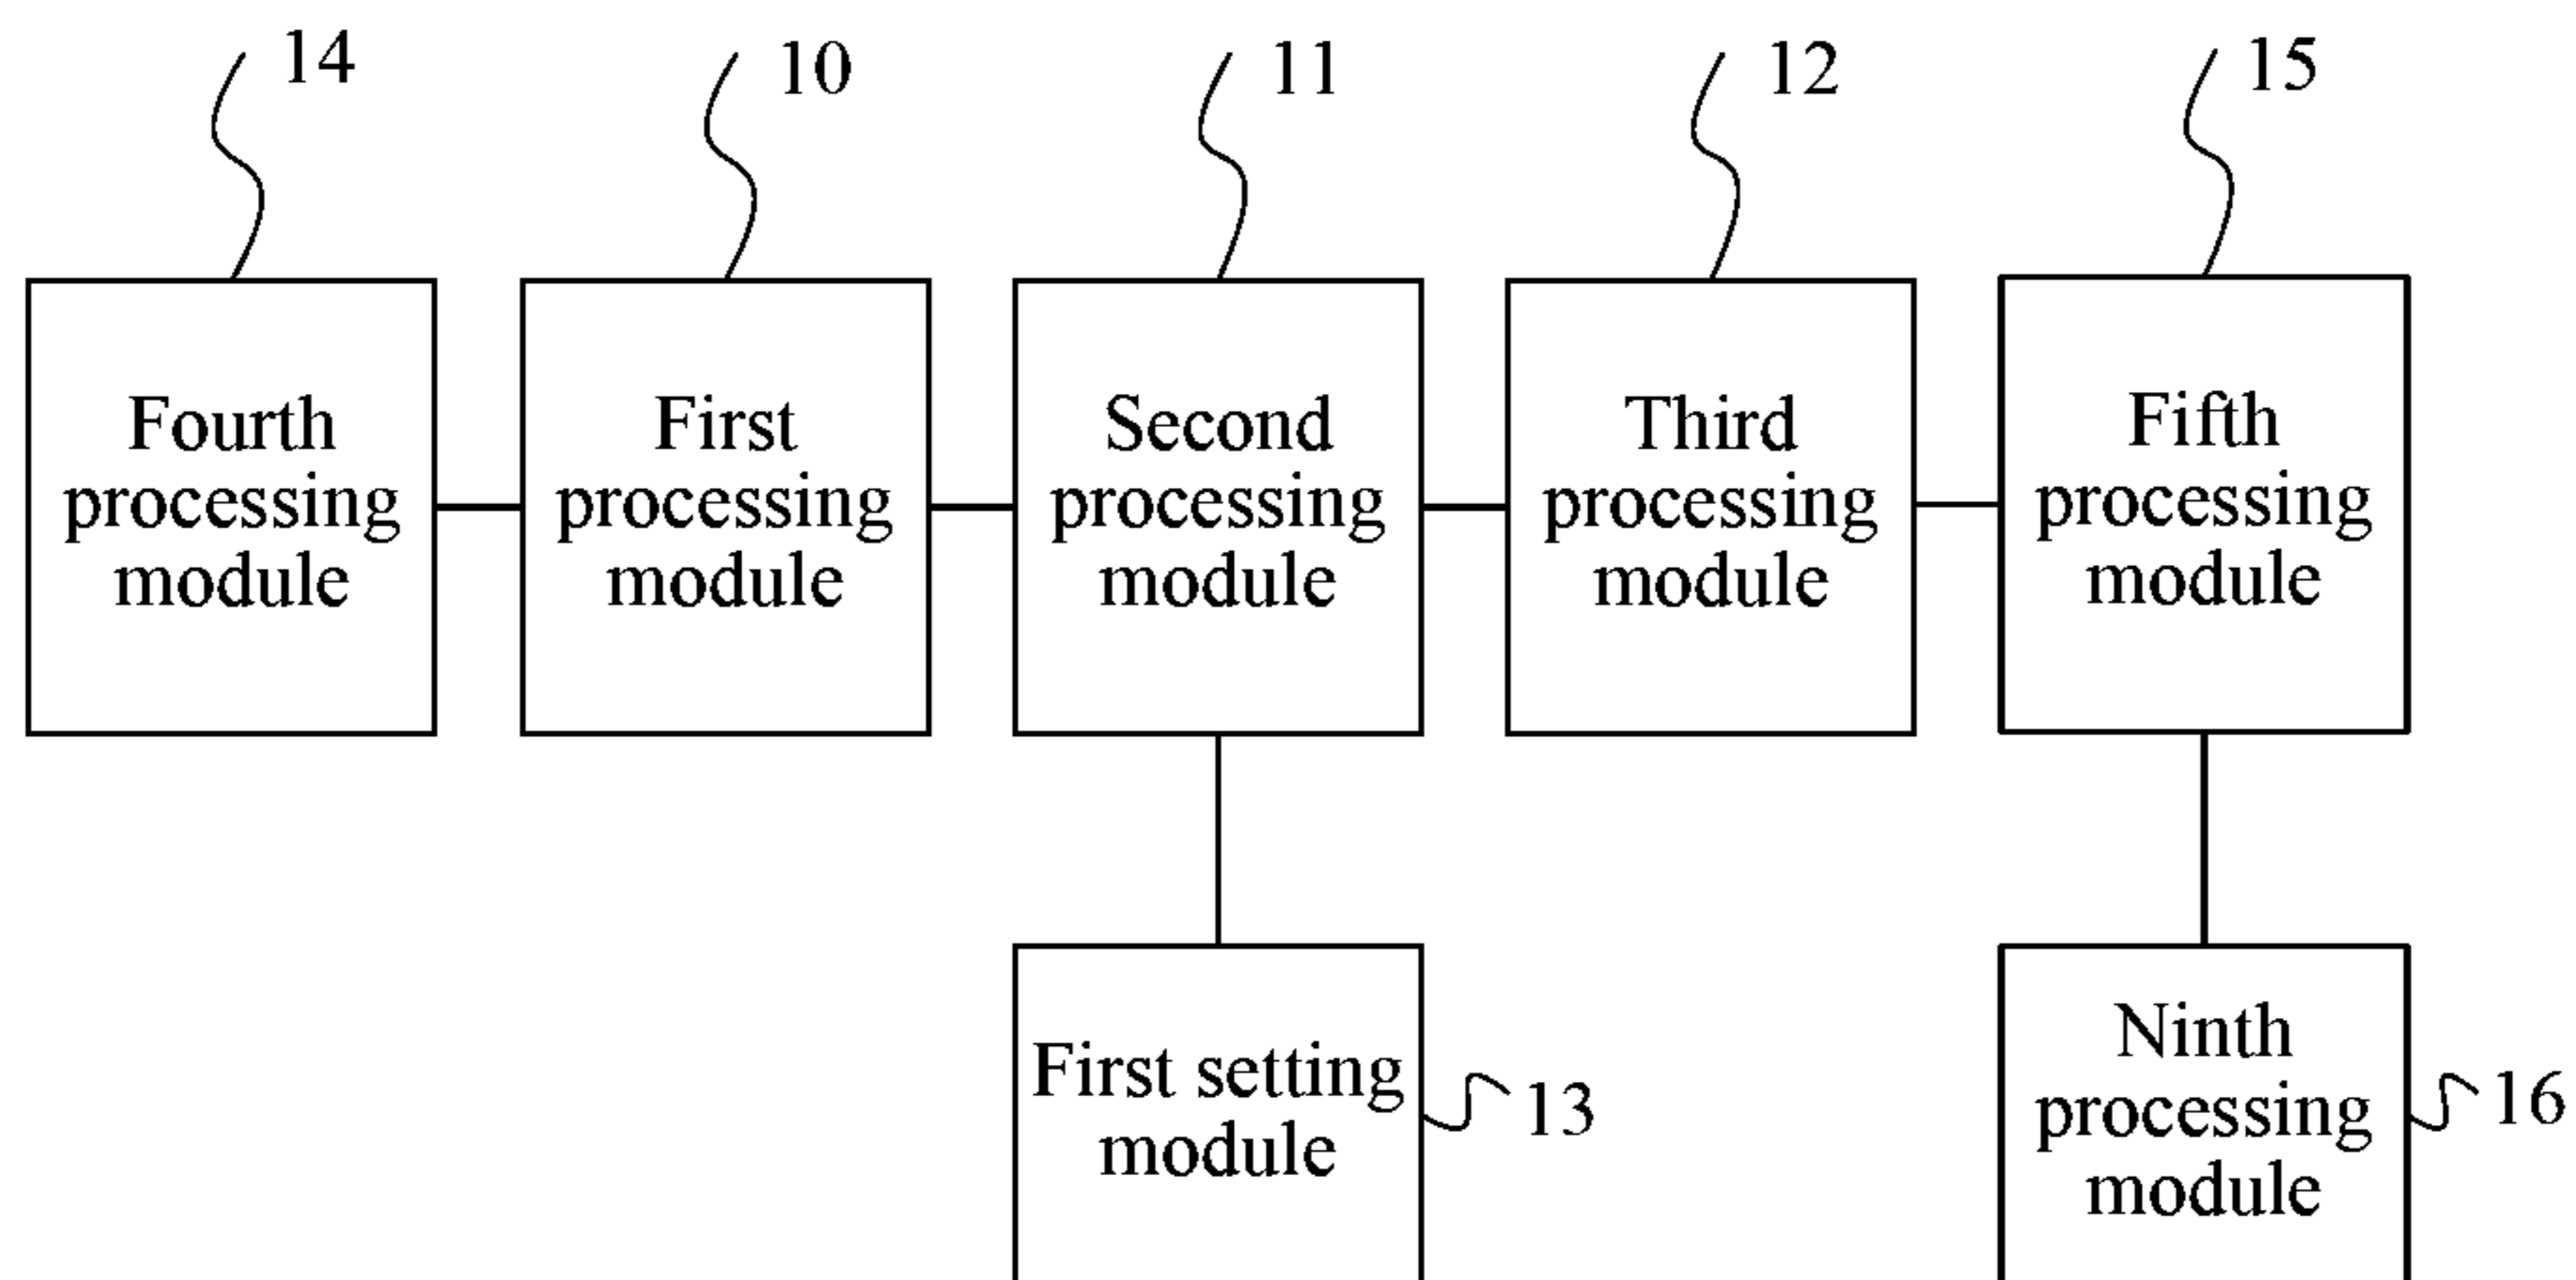 14
10
11
12
15
Fourth
processing
module
First
processing
module
Second
processing
module
Third
processing
module
Fifth
processing
module
First setting
module
13
Ninth
processing
module
16